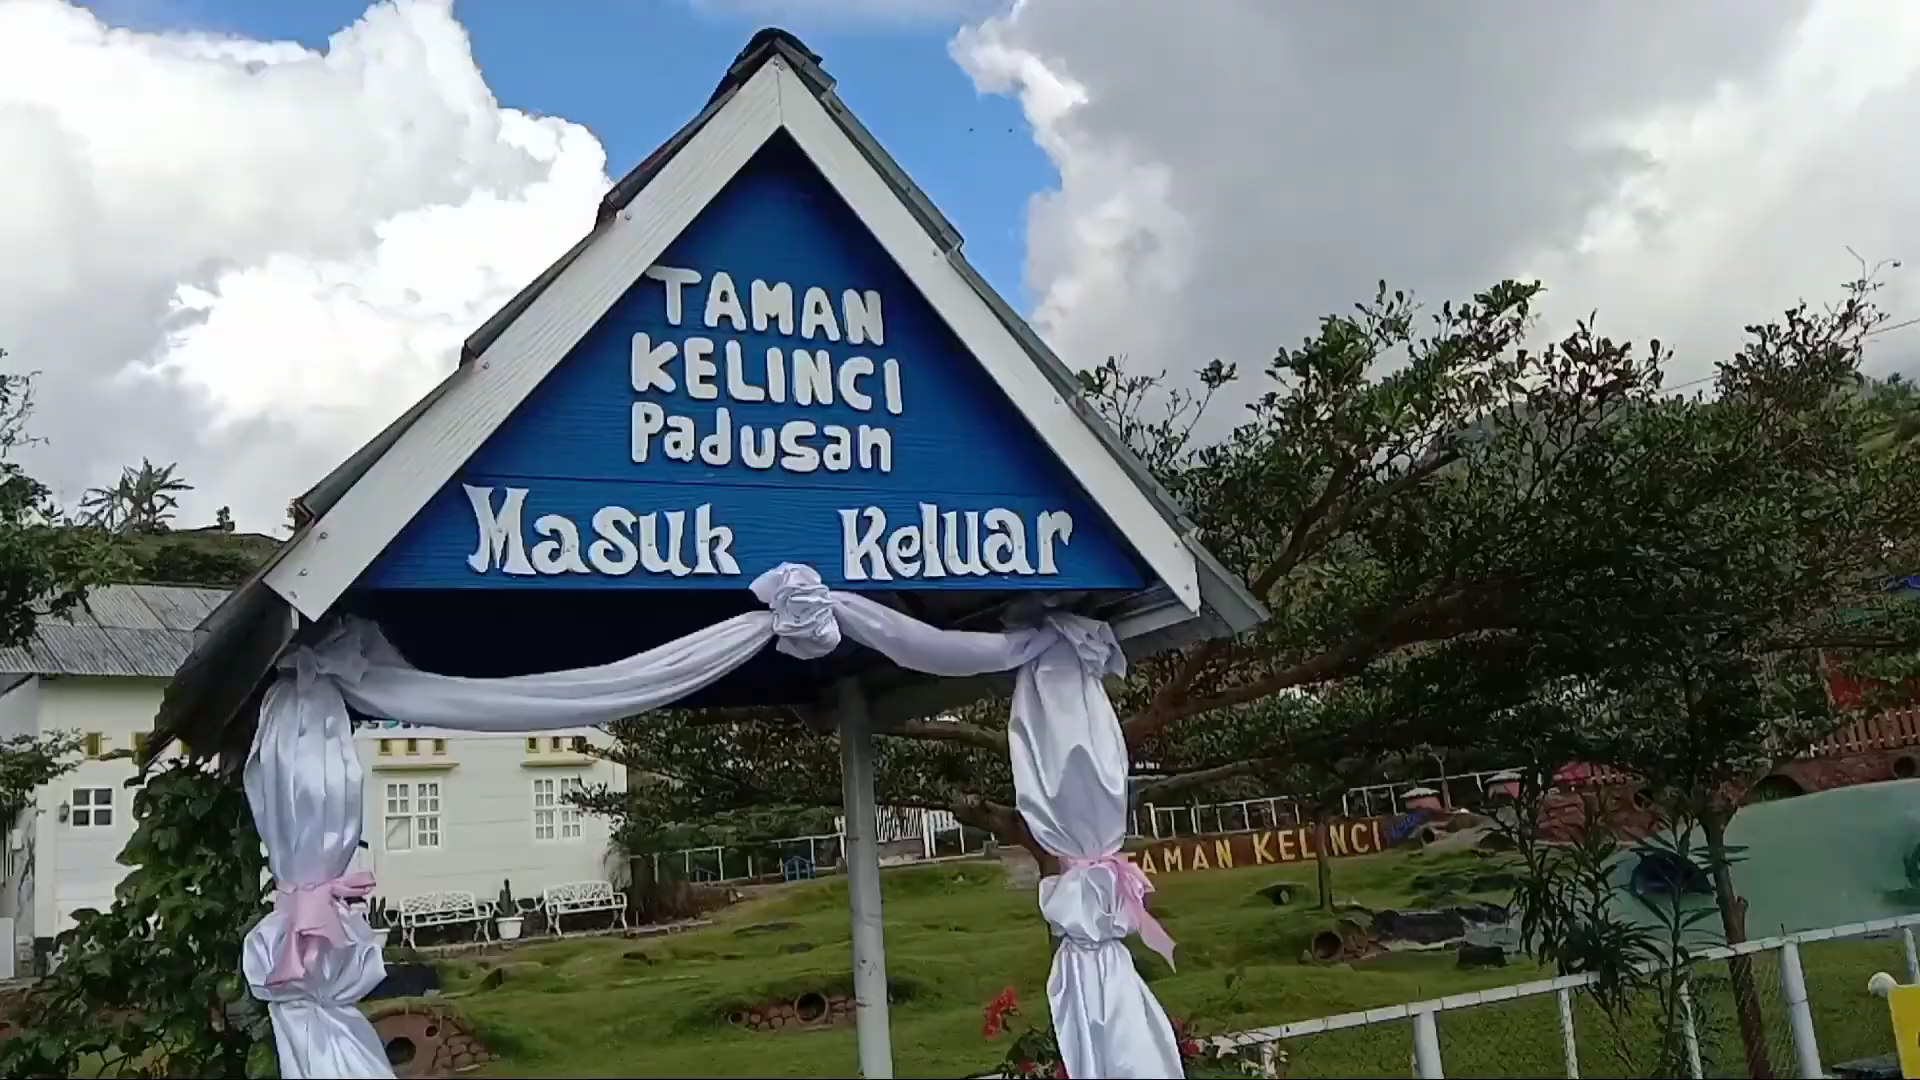 TAMAN
KELINCI
Padusan
Masuk Keluar
TAMAN KELINCI